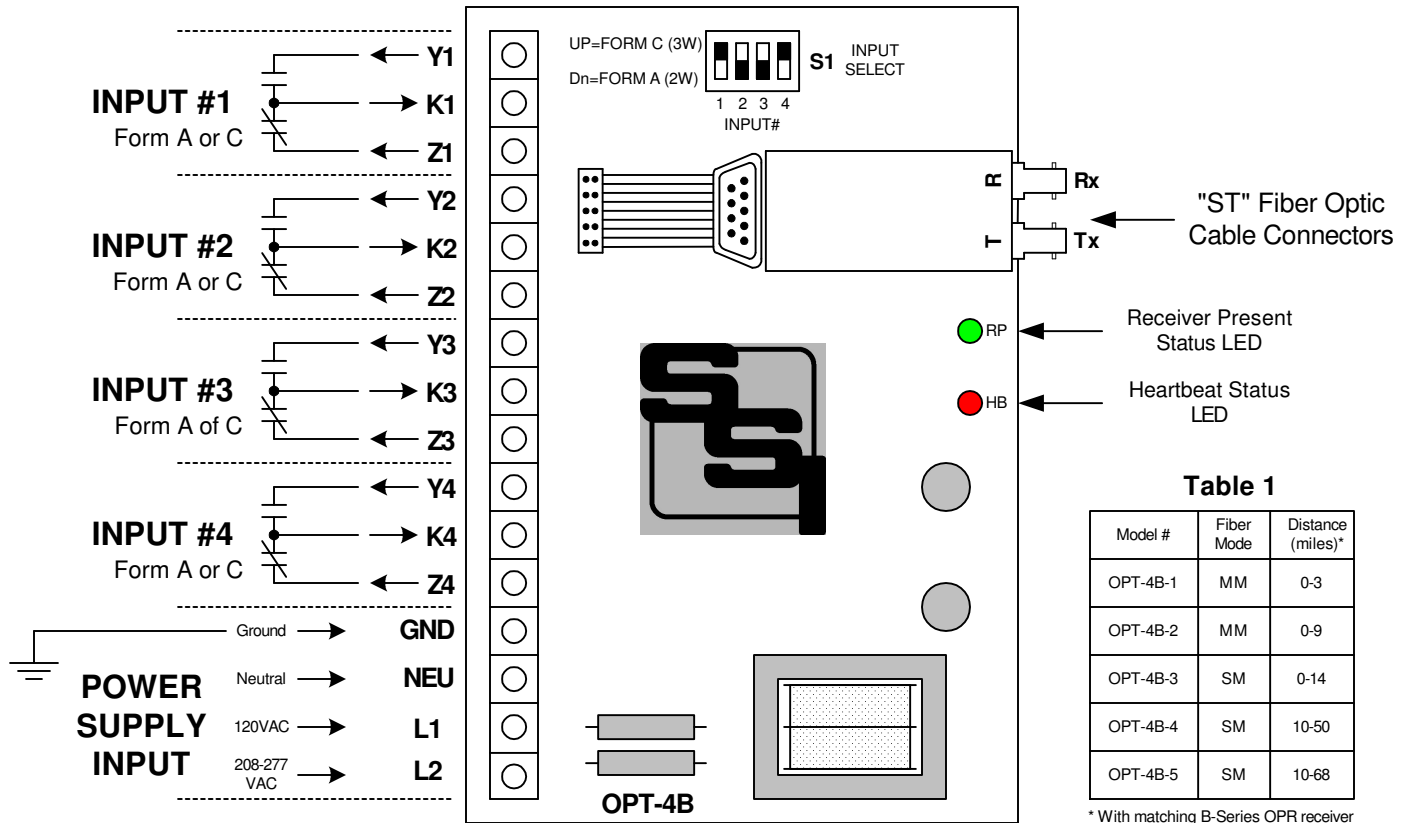 UP=FORM C (3W)
Dn=FORM A (2W)
S1
INPUT
SELECT
1 2 3 4
INPUT#
INPUT #1
Form A or C
Y1
K1
Z1
INPUT #2
Form A or C
Y2
K2
Z2
INPUT #3
Form A of C
Y3
K3
Z3
INPUT #4
Form A or C
Y4
K4
Z4
POWER
SUPPLY
INPUT
Ground
GND
Neutral
NEU
120VAC
L1
208-277
VAC
L2
R
Rx
T
Tx
"ST" Fiber Optic
Cable Connectors
RP
Receiver Present
Status LED
HB
Heartbeat Status
LED
SSI
OPT-4B
Table 1
Model # Fiber Mode Distance (miles)*
OPT-4B-1 MM 0-3
OPT-4B-2 MM 0-9
OPT-4B-3 SM 0-14
OPT-4B-4 SM 10-50
OPT-4B-5 SM 10-68
* With matching B-Series OPR receiver